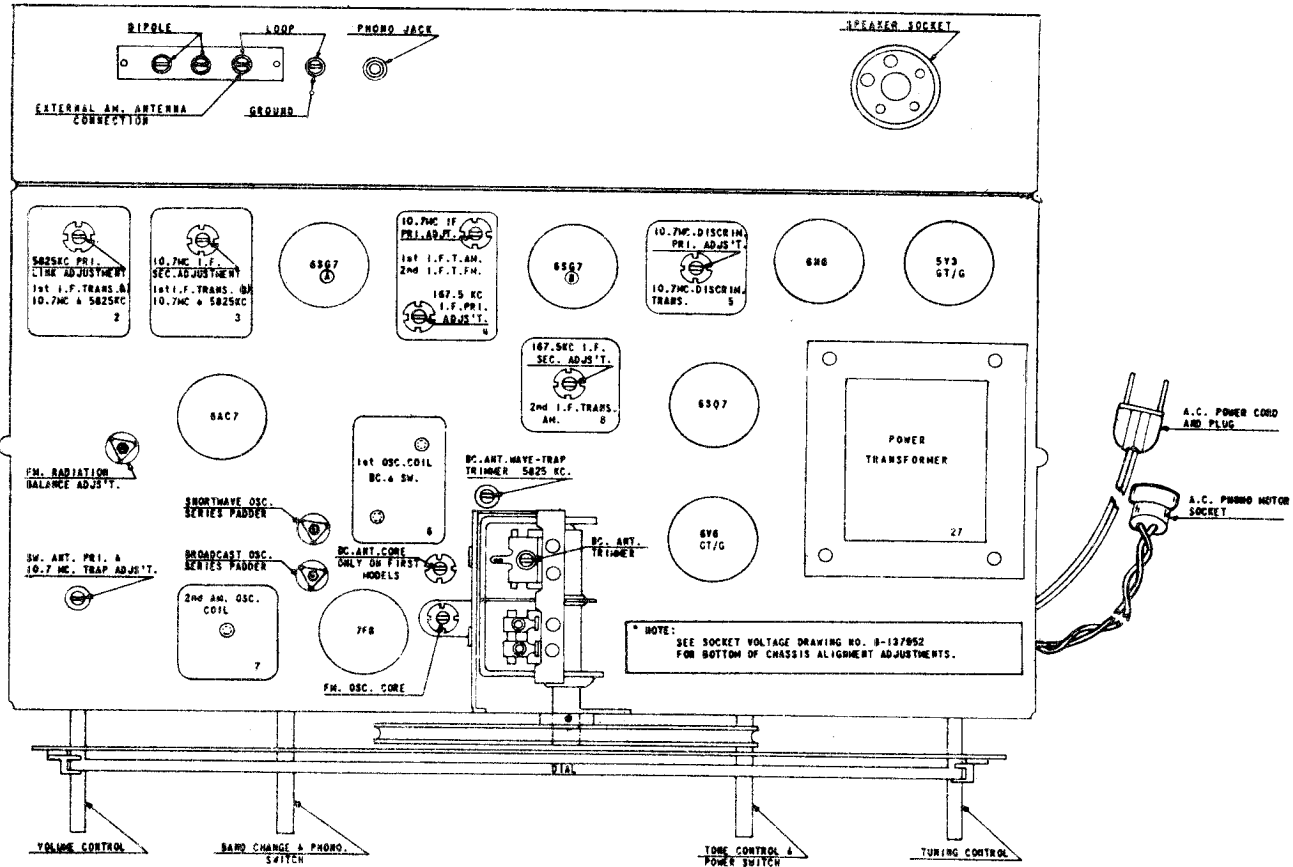 DIPOLE
LOOP
PHONO JACK
SPEAKER SOCKET
EXTERNAL AM. ANTENNA
CONNECTION
GROUND
5825KC PRI.
LINK ADJUSTMENT
1st I.F.TRANS.
10.7MC & 5825KC
2
10.7MC I.F.
SEC.ADJUSTMENT
1st I.F.TRANS. (B)
10.7MC & 5825KC
3
6SG7
A
10.7MC IF
PRI.ADJT.
1st I.F.T.AM.
2nd I.F.T.FM.
167.5 KC
I.F.PRI.
ADJS'T.
4
6SG7
B
10.7MC.DISCRIM.
PRI. ADJS'T.
10.7MC.DISCRIM.
TRANS. 5
6H6
5Y3
GT/G
167.5KC I.F.
SEC. ADJS'T.
2nd I.F.TRANS.
AM. 8
6AC7
6SQ7
POWER
TRANSFORMER
27
A.C. POWER CORD
AND PLUG
A.C. PHONO MOTOR
SOCKET
FM. RADIATION
BALANCE ADJS'T.
1st OSC.COIL
BC.& SW.
6
BC.ANT.WAVE-TRAP
TRIMMER 5825 KC.
SHORTWAVE OSC.
SERIES PADDER
6V6
GT/G
BC. ANT.
TRIMMER
BC.ANT.CORE
ONLY ON FIRST
MODELS
SW. ANT. PRI. &
10.7 MC. TRAP ADJS'T.
BROADCAST OSC.
SERIES PADDER
2nd AM. OSC.
COIL
7
7F8
FM. OSC. CORE
* NOTE:
SEE SOCKET VOLTAGE DRAWING NO. B-137952
FOR BOTTOM OF CHASSIS ALIGNMENT ADJUSTMENTS.
DIAL
VOLUME CONTROL
BAND CHANGE & PHONO.
SWITCH
TONE CONTROL &
POWER SWITCH
TUNING CONTROL